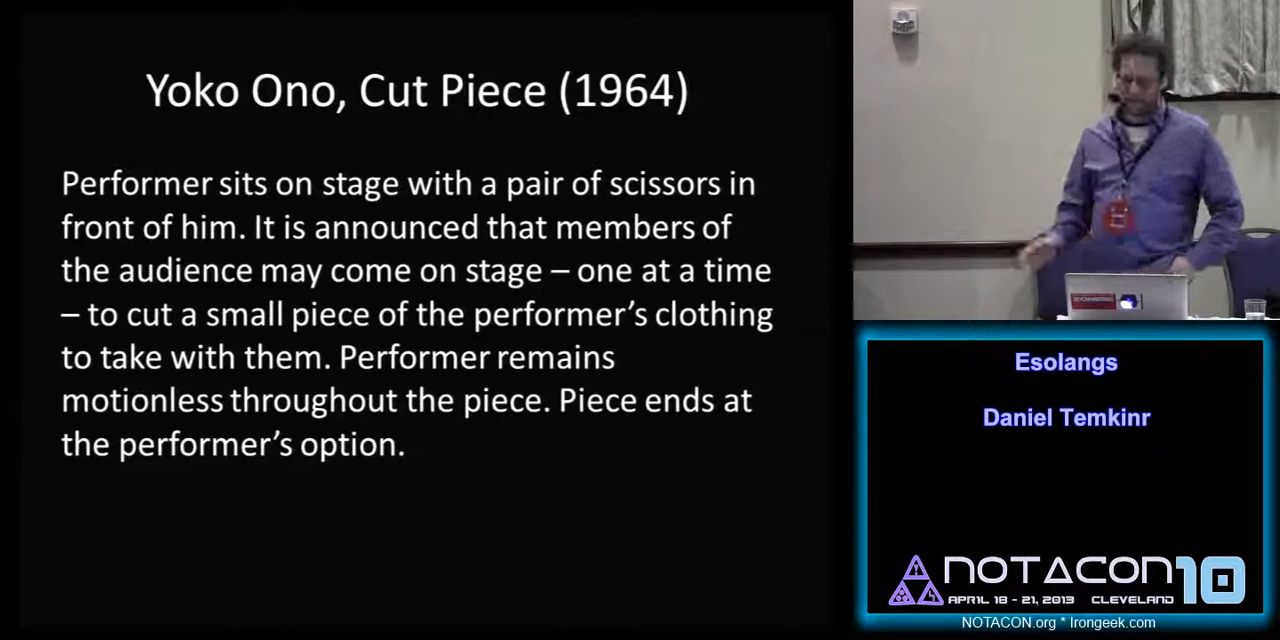 Yoko Ono, Cut Piece (1964)
Performer sits on stage with a pair of scissors in
front of him. It is announced that members of
the audience may come on stage – one at a time
– to cut a small piece of the performer's clothing
to take with them. Performer remains
motionless throughout the piece. Piece ends at
the performer's option.
Esolangs
Daniel Temkinr
NOTACON 10
APRIL 18 - 21, 2013 CLEVELAND
NOTACON.org * Irongeek.com